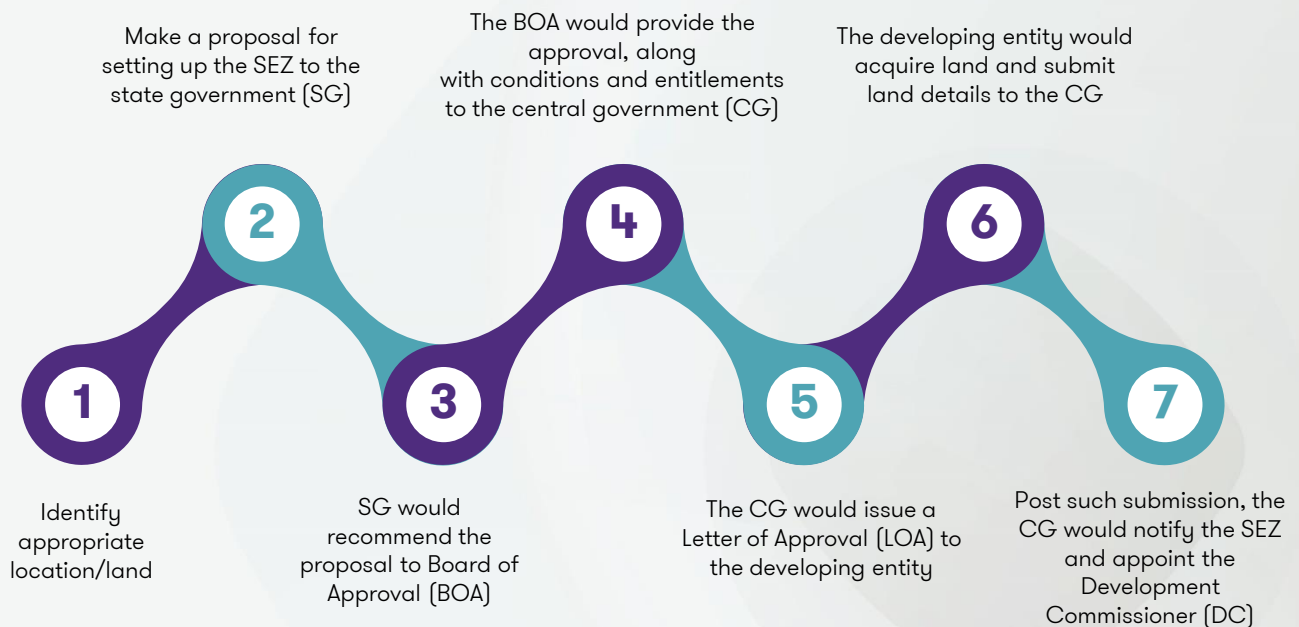 1
Identify
appropriate
location/land
2
Make a proposal for
setting up the SEZ to the
state government (SG)
3
SG would
recommend the
proposal to Board of
Approval (BOA)
4
The BOA would provide the
approval, along
with conditions and entitlements
to the central government (CG)
5
The CG would issue a
Letter of Approval (LOA) to
the developing entity
6
The developing entity would
acquire land and submit
land details to the CG
7
Post such submission, the
CG would notify the SEZ
and appoint the
Development
Commissioner (DC)